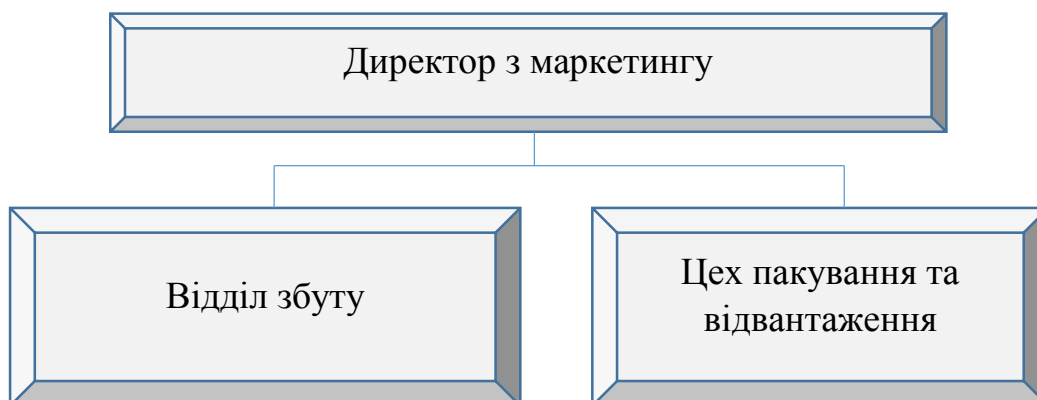 Директор з маркетингу
Відділ збуту
Цех пакування та
відвантаження